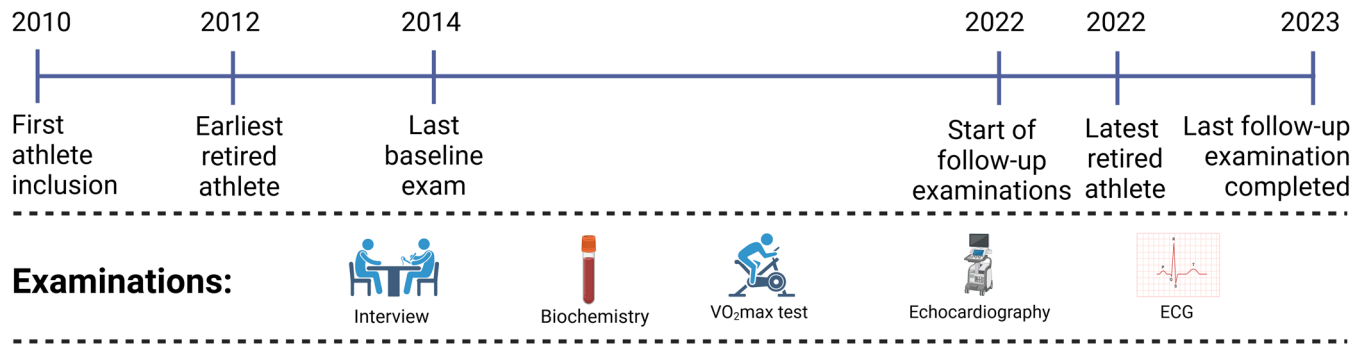 2010 2012 2014 2022 2022 2023
First
athlete
inclusion
Earliest
retired
athlete
Last
baseline
exam
Start of
follow-up
examinations
Latest
retired
athlete
Last follow-up
examination
completed
Examinations:
Interview
Biochemistry
VO₂max test
Echocardiography
P
Q
R
S
T
ECG